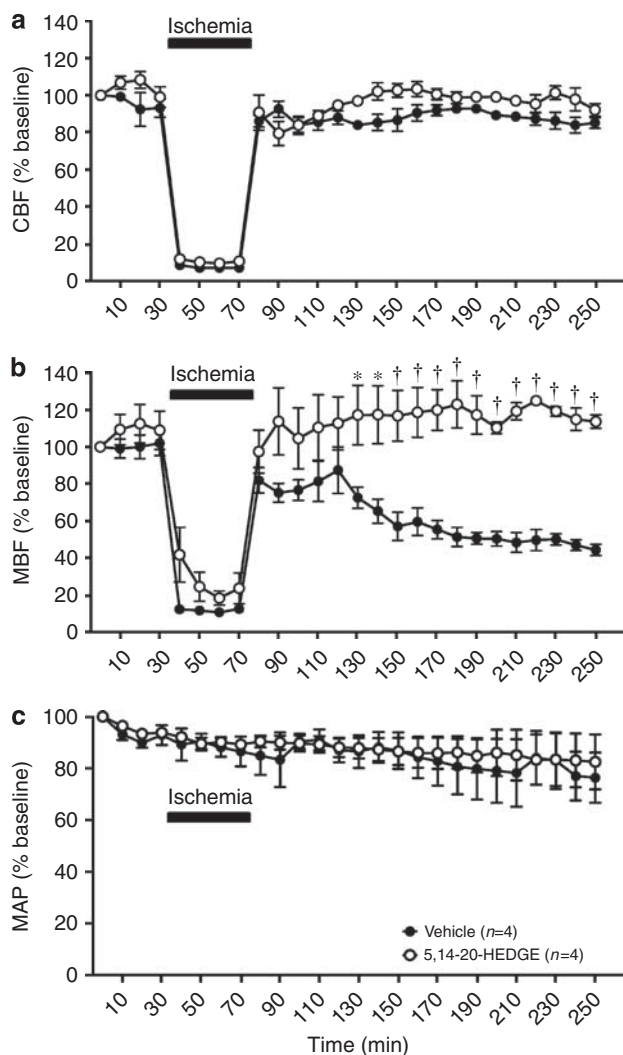 a
Ischemia
CBF (% baseline)
140
120
100
80
60
40
20
0
10 30 50 70 90 110 130 150 170 190 210 230 250
b
Ischemia
* * † † † † † † † † † †
MBF (% baseline)
140
120
100
80
60
40
20
0
10 30 50 70 90 110 130 150 170 190 210 230 250
c
Ischemia
MAP (% baseline)
100
80
60
40
20
0
Vehicle (n=4)
5,14-20-HEDGE (n=4)
10 30 50 70 90 110 130 150 170 190 210 230 250
Time (min)